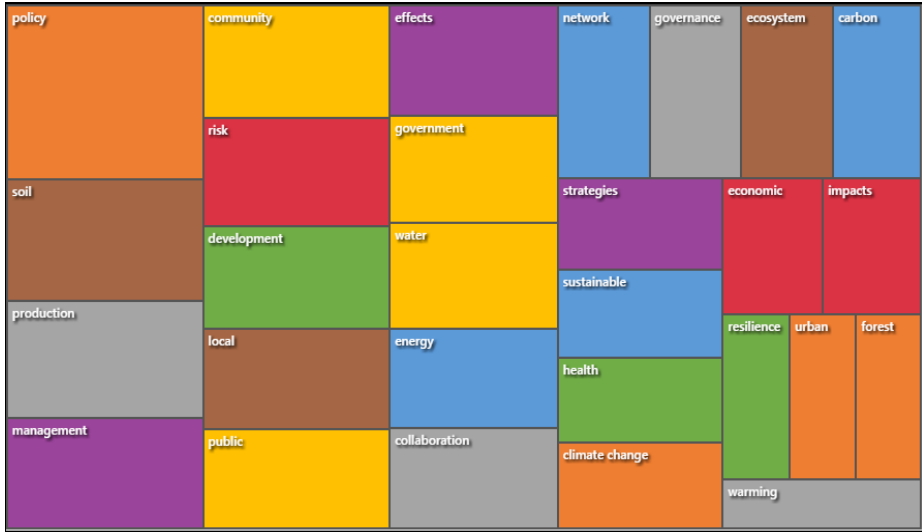 policy
soil
production
management
community
risk
development
local
public
effects
government
water
energy
collaboration
network
governance
ecosystem
carbon
strategies
sustainable
health
climate change
economic
impacts
resilience
urban
forest
warming